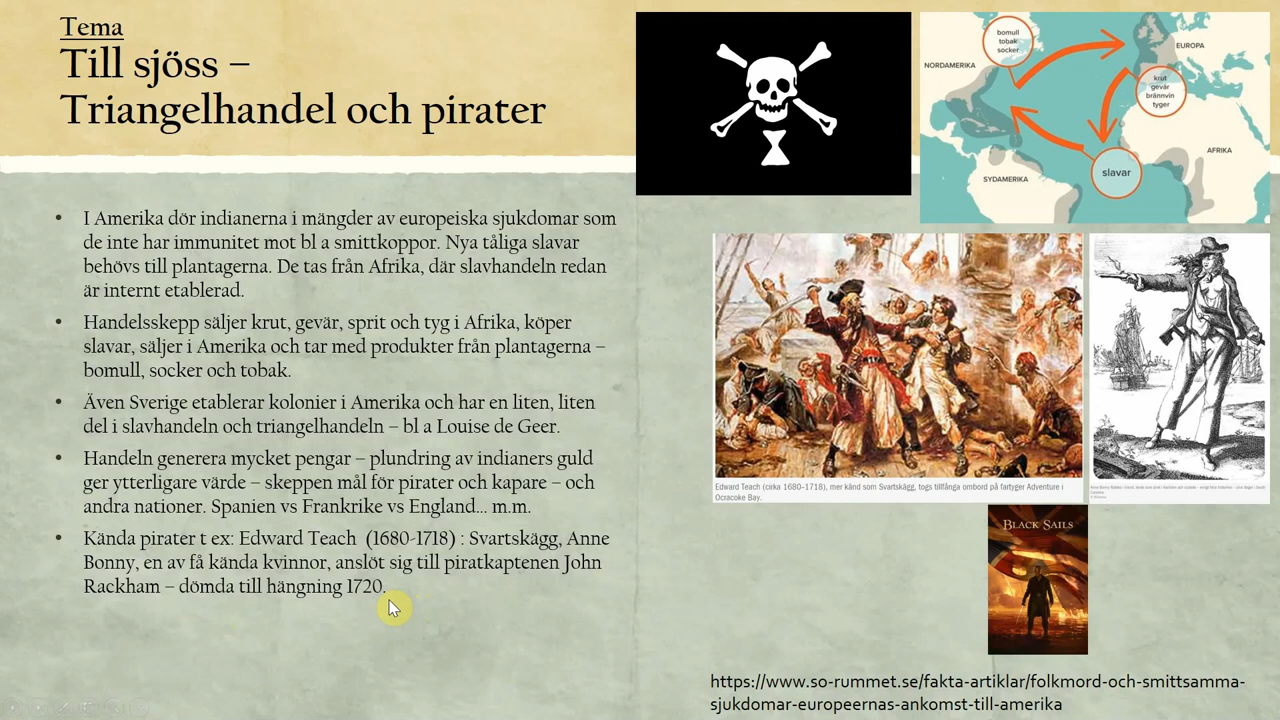 Tema
Till sjöss –
Triangelhandel och pirater
• I Amerika dör indianerna i mängder av europeiska sjukdomar som
de inte har immunitet mot bl a smittkoppor. Nya tåliga slavar
behövs till plantagerna. De tas från Afrika, där slavhandeln redan
är internt etablerad.
• Handelsskepp säljer krut, gevär, sprit och tyg i Afrika, köper
slavar, säljer i Amerika och tar med produkter från plantagerna –
bomull, socker och tobak.
• Även Sverige etablerar kolonier i Amerika och har en liten, liten
del i slavhandeln och triangelhandeln – bl a Louise de Geer.
• Handeln generera mycket pengar – plundring av indianers guld
ger ytterligare värde – skeppen mål för pirater och kapare – och
andra nationer. Spanien vs Frankrike vs England... m.m.
• Kända pirater t ex: Edward Teach (1680-1718) : Svartskägg, Anne
Bonny, en av få kända kvinnor, anslöt sig till piratkaptenen John
Rackham – dömda till hängning 1720.
bomull
tobak
socker
EUROPA
NORDAMERIKA
krut
gevär
brännvin
tyger
AFRIKA
slavar
SYDAMERIKA
Edward Teach (cirka 1680–1718), mer känd som Svartskägg, togs tillfånga ombord på fartyger Adventure i
Ocracoke Bay.
BLACK SAILS
https://www.so-rummet.se/fakta-artiklar/folkmord-och-smittsamma-
sjukdomar-europeernas-ankomst-till-amerika